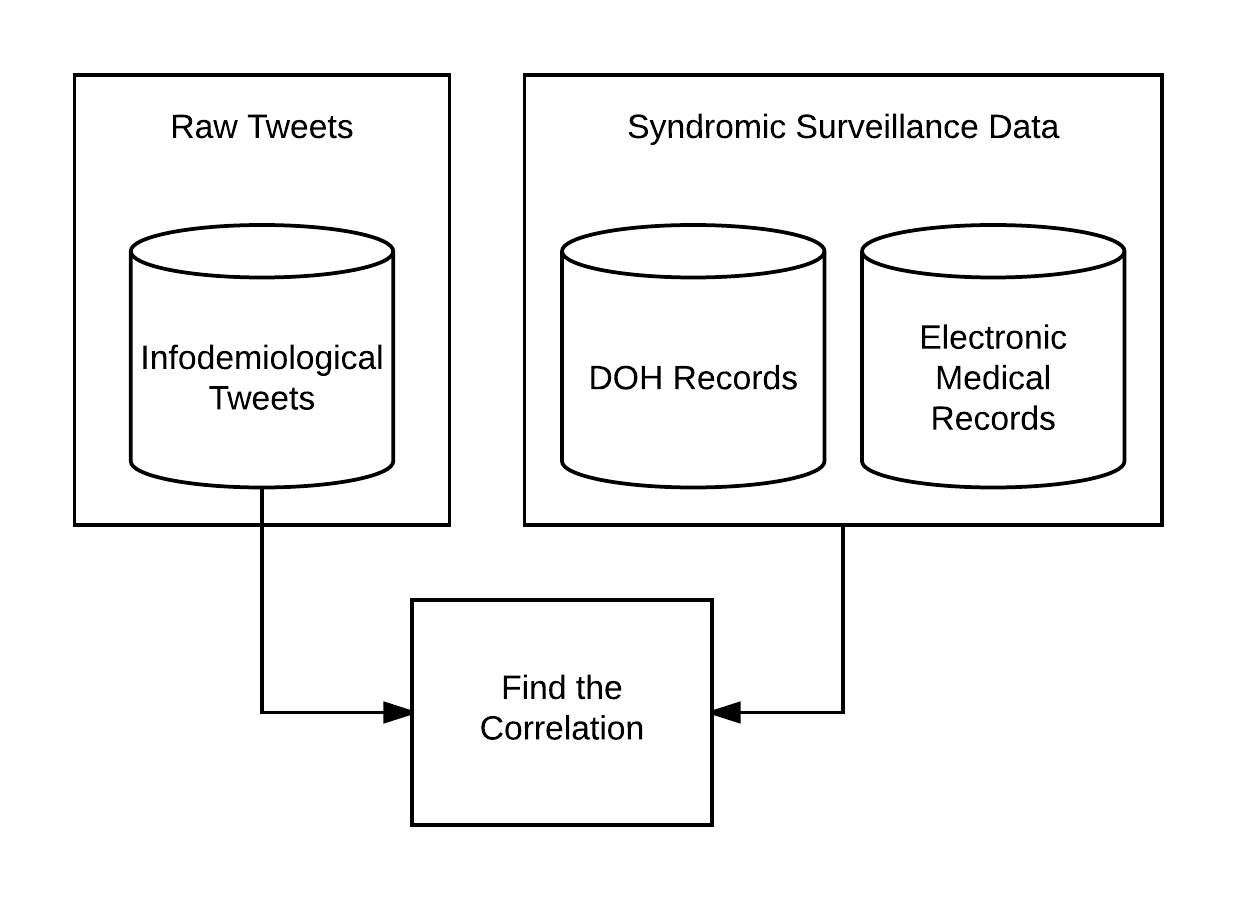 Raw Tweets
Syndromic Surveillance Data
Infodemiological
Tweets
DOH Records
Electronic
Medical
Records
Find the
Correlation